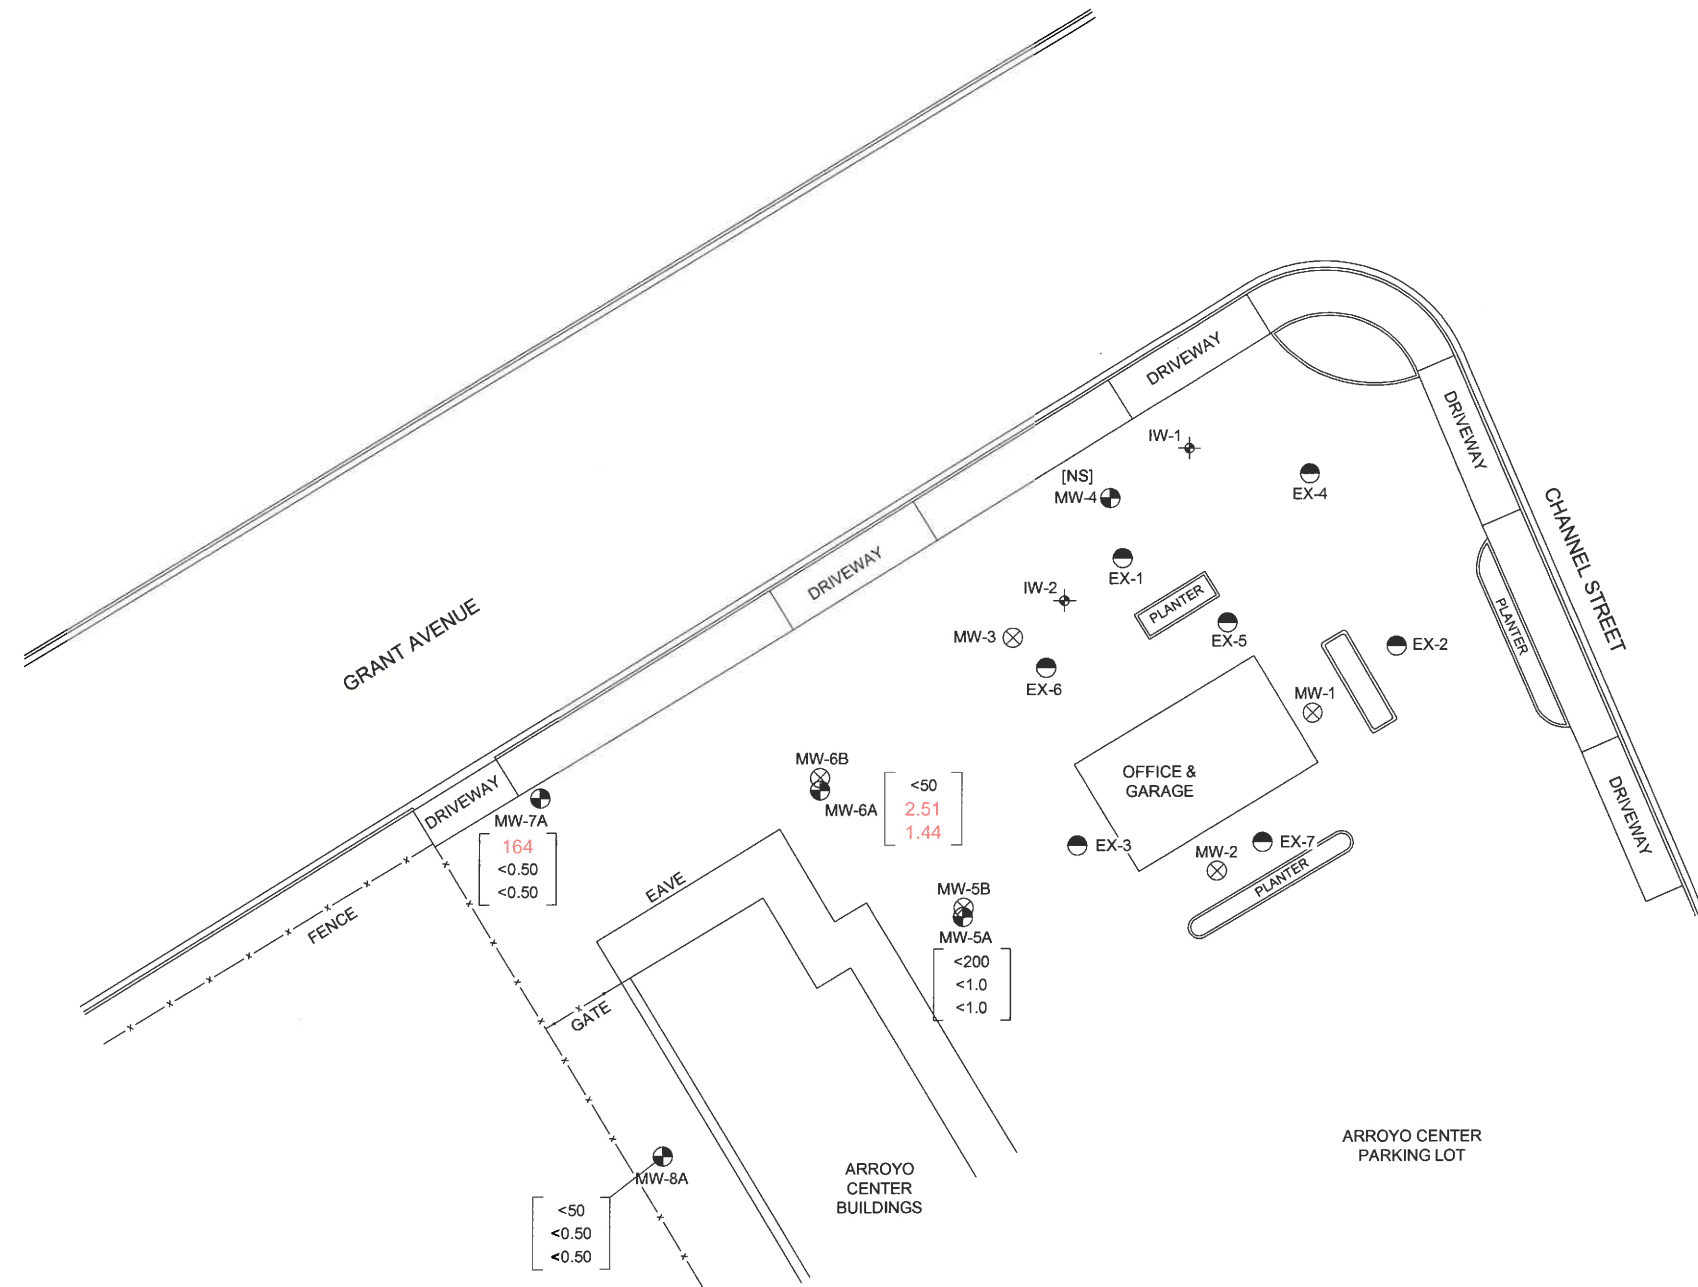 DRIVEWAY
IW-1
[NS]
MW-4
EX-4
DRIVEWAY
CHANNEL STREET
DRIVEWAY
EX-1
IW-2
PLANTER
MW-3
EX-5
EX-2
PLANTER
GRANT AVENUE
EX-6
MW-1
MW-6B
MW-6A
<50
2.51
1.44
OFFICE &
GARAGE
DRIVEWAY
MW-7A
164
<0.50
<0.50
DRIVEWAY
EX-3
EX-7
MW-2
PLANTER
EAVE
MW-5B
MW-5A
<200
<1.0
<1.0
FENCE
GATE
ARROYO CENTER
PARKING LOT
MW-8A
<50
<0.50
<0.50
ARROYO
CENTER
BUILDINGS